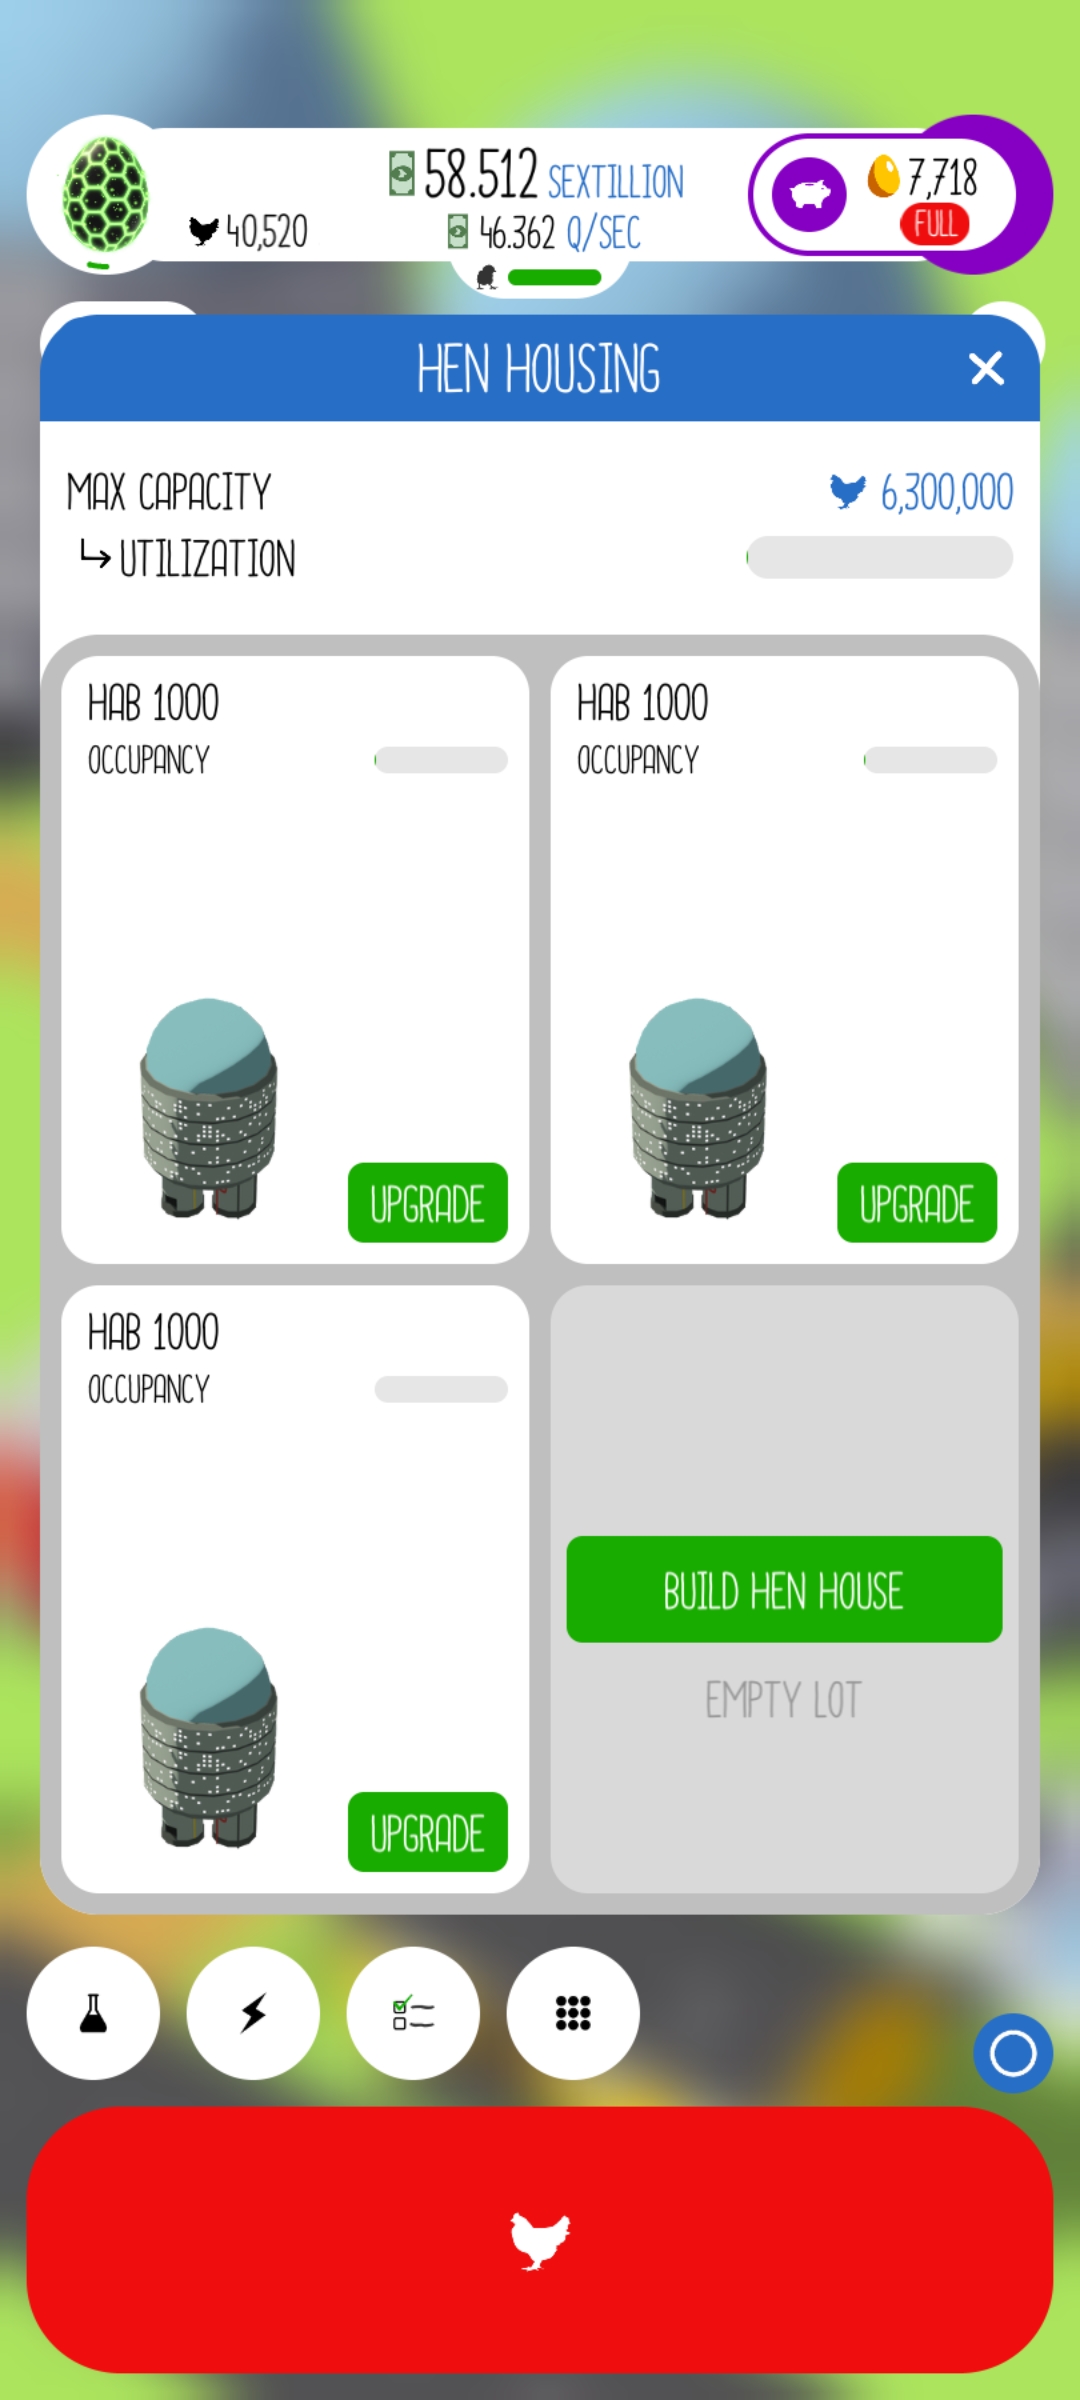 58.512 SEXTILLION
40,520
46.362 Q/SEC
7,718
FULL
HEN HOUSING
MAX CAPACITY 6,300,000
UTILIZATION
HAB 1000
OCCUPANCY
UPGRADE
HAB 1000
OCCUPANCY
UPGRADE
HAB 1000
OCCUPANCY
UPGRADE
BUILD HEN HOUSE
EMPTY LOT